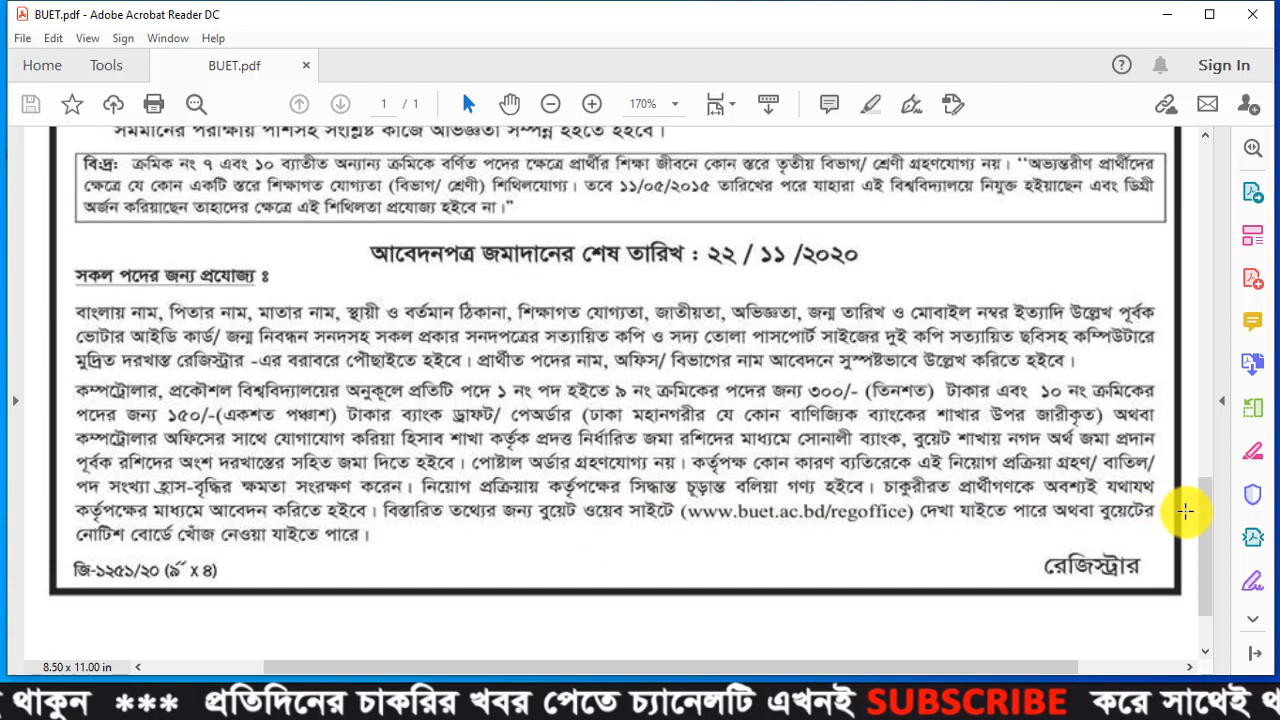 BUET.pdf - Adobe Acrobat Reader DC
File Edit View Sign Window Help
Home Tools BUET.pdf × Sign In
1 / 1 170%
সমমানের পরীক্ষায় পাশসহ সংশ্লিষ্ট কাজে অভিজ্ঞতা সম্পন্ন হইতে হইবে।
বি:দ্র: ক্রমিক নং ৭ এবং ১০ ব্যাতীত অন্যান্য ক্রমিকে বর্ণিত পদের ক্ষেত্রে প্রার্থীর শিক্ষা জীবনে কোন স্তরে তৃতীয় বিভাগ/ শ্রেণী গ্রহণযোগ্য নয়। ‘‘অভ্যন্তরীণ প্রার্থীদের
ক্ষেত্রে যে কোন একটি স্তরে শিক্ষাগত যোগ্যতা (বিভাগ/ শ্রেণী) শিথিলযোগ্য। তবে ১১/০৫/২০১৫ তারিখের পরে যাহারা এই বিশ্ববিদ্যালয়ে নিযুক্ত হইয়াছেন এবং ডিগ্রী
অর্জন করিয়াছেন তাহাদের ক্ষেত্রে এই শিথিলতা প্রযোজ্য হইবে না।”
আবেদনপত্র জমাদানের শেষ তারিখ : ২২ / ১১ /২০২০
সকল পদের জন্য প্রযোজ্য ঃ
বাংলায় নাম, পিতার নাম, মাতার নাম, স্থায়ী ও বর্তমান ঠিকানা, শিক্ষাগত যোগ্যতা, জাতীয়তা, অভিজ্ঞতা, জন্ম তারিখ ও মোবাইল নম্বর ইত্যাদি উল্লেখ পূর্বক
ভোটার আইডি কার্ড/ জন্ম নিবন্ধন সনদসহ সকল প্রকার সনদপত্রের সত্যায়িত কপি ও সদ্য তোলা পাসপোর্ট সাইজের দুই কপি সত্যায়িত ছবিসহ কম্পিউটারে
মুদ্রিত দরখাস্ত রেজিস্ট্রার -এর বরাবরে পৌছাইতে হইবে। প্রার্থীত পদের নাম, অফিস/ বিভাগের নাম আবেদনে সুস্পষ্টভাবে উল্লেখ করিতে হইবে।
কম্পট্রোলার, প্রকৌশল বিশ্ববিদ্যালয়ের অনুকূলে প্রতিটি পদে ১ নং পদ হইতে ৯ নং ক্রমিকের পদের জন্য ৩০০/- (তিনশত) টাকার এবং ১০ নং ক্রমিকের
পদের জন্য ১৫০/-(একশত পঞ্চাশ) টাকার ব্যাংক ড্রাফট/ পেঅর্ডার (ঢাকা মহানগরীর যে কোন বাণিজ্যিক ব্যাংকের শাখার উপর জারীকৃত) অথবা
কম্পট্রোলার অফিসের সাথে যোগাযোগ করিয়া হিসাব শাখা কর্তৃক প্রদত্ত নির্ধারিত জমা রশিদের মাধ্যমে সোনালী ব্যাংক, বুয়েট শাখায় নগদ অর্থ জমা প্রদান
পূর্বক রশিদের অংশ দরখাস্তের সহিত জমা দিতে হইবে। পোষ্টাল অর্ডার গ্রহণযোগ্য নয়। কর্তৃপক্ষ কোন কারণ ব্যতিরেকে এই নিয়োগ প্রক্রিয়া গ্রহণ/ বাতিল/
পদ সংখ্যা হ্রাস-বৃদ্ধির ক্ষমতা সংরক্ষণ করেন। নিয়োগ প্রক্রিয়ায় কর্তৃপক্ষের সিদ্ধান্ত চূড়ান্ত বলিয়া গণ্য হইবে। চাকুরীরত প্রার্থীগণকে অবশ্যই যথাযথ
কর্তৃপক্ষের মাধ্যমে আবেদন করিতে হইবে। বিস্তারিত তথ্যের জন্য বুয়েট ওয়েব সাইটে (www.buet.ac.bd/regoffice) দেখা যাইতে পারে অথবা বুয়েটের
নোটিশ বোর্ডে খোঁজ নেওয়া যাইতে পারে।
জি-১২৫১/২০ (৯˝ x ৪)
রেজিস্ট্রার
8.50 x 11.00 in
থাকুন *** প্রতিদিনের চাকরির খবর পেতে চ্যানেলটি এখনই SUBSCRIBE করে সাথেই